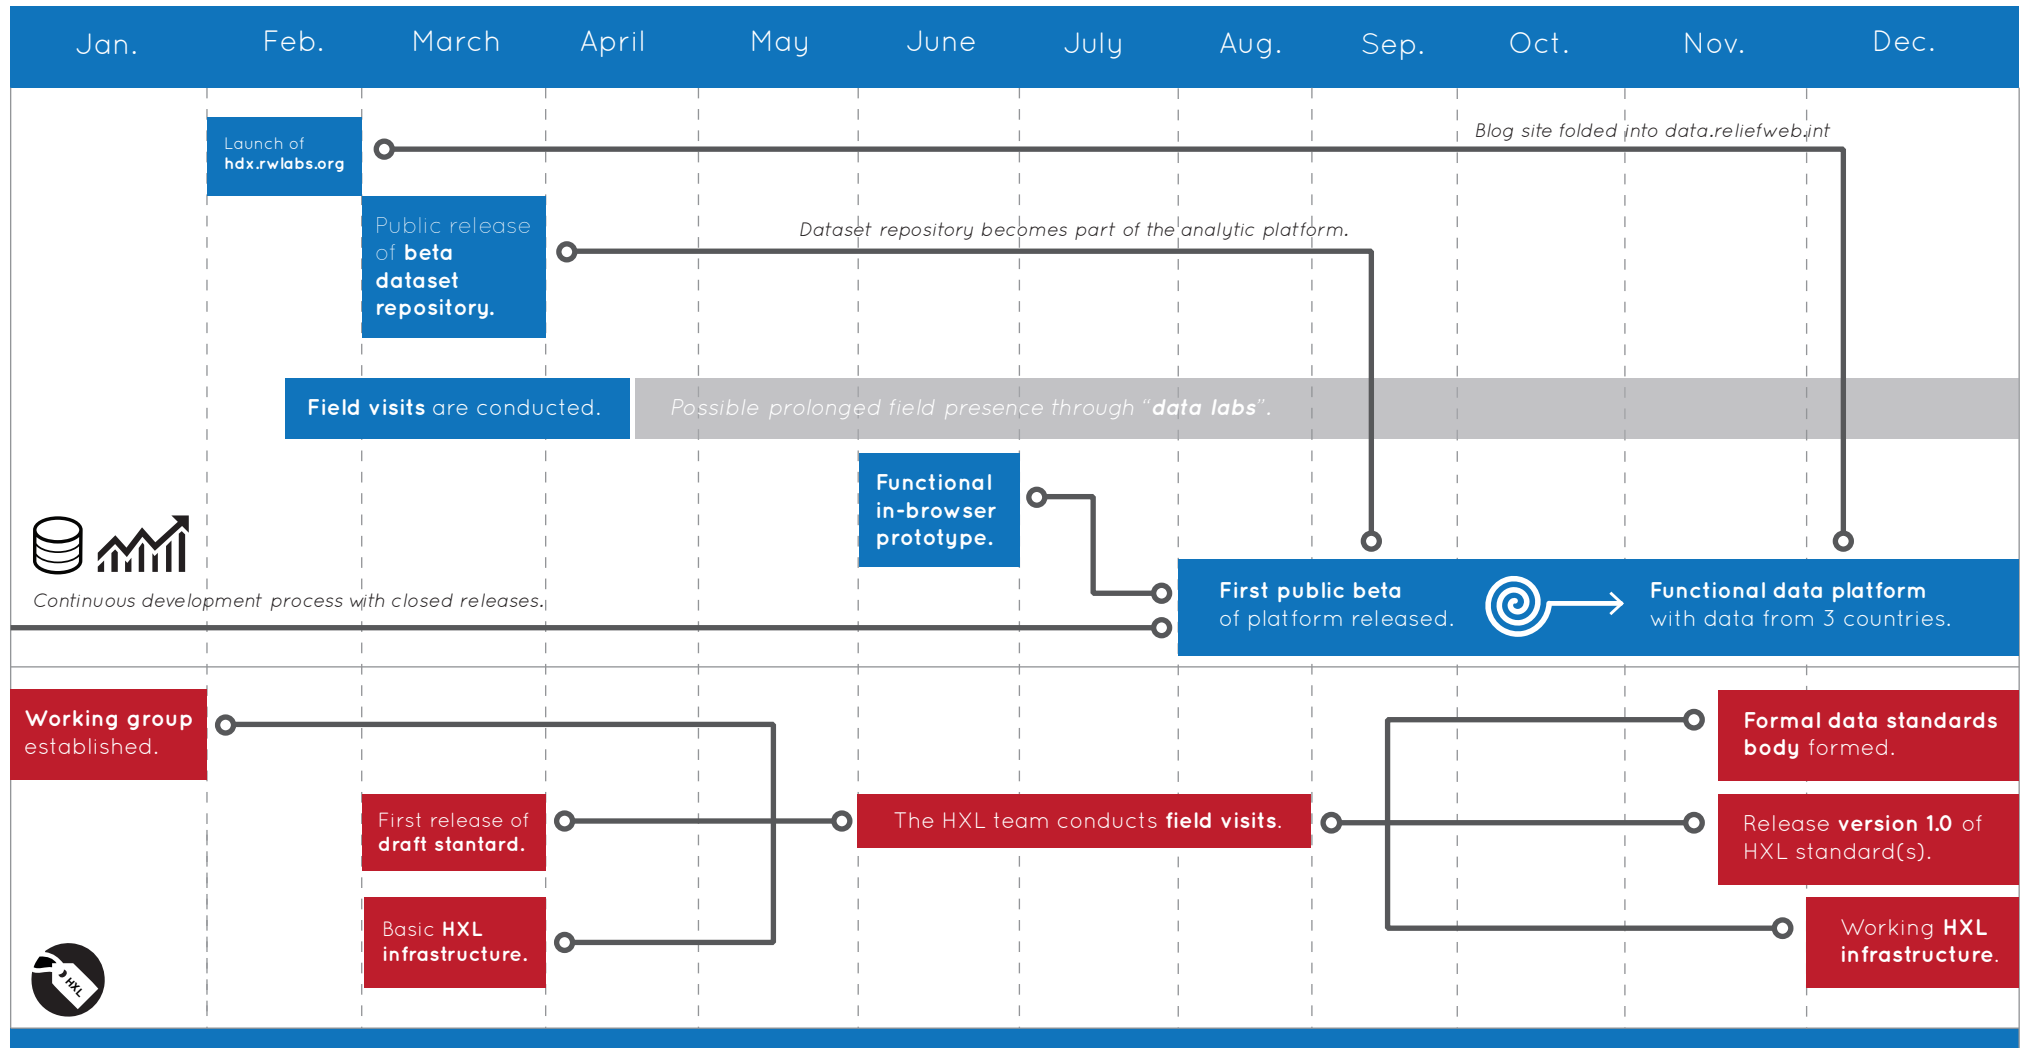 Jan. Feb. March April May June July Aug. Sep. Oct. Nov. Dec.
Blog site folded into data.reliefweb.int
Launch of
hdx.rwlabs.org
Public release
of beta
dataset
repository.
Dataset repository becomes part of the analytic platform.
Field visits are conducted.
Possible prolonged field presence through “data labs”.
Functional
in-browser
prototype.
Continuous development process with closed releases.
First public beta
of platform released.
Functional data platform
with data from 3 countries.
Working group
established.
Formal data standards
body formed.
First release of
draft stantard.
The HXL team conducts field visits.
Release version 1.0 of
HXL standard(s).
Basic HXL
infrastructure.
Working HXL
infrastructure.
HXL